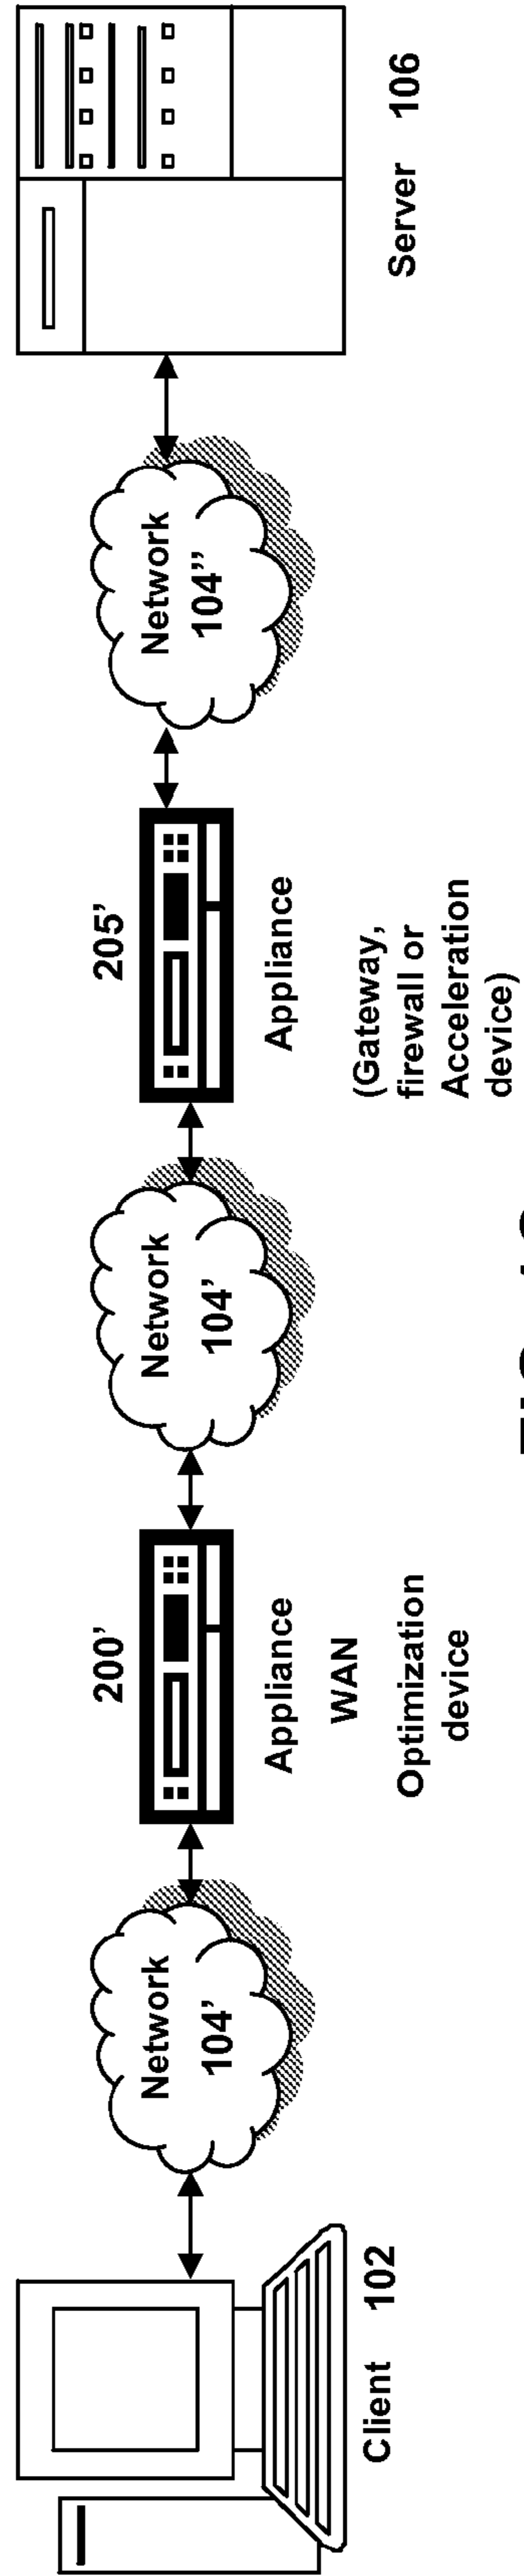 Client 102
Network
104'
200'
Appliance
WAN
Optimization
device
Network
104'
205'
Appliance
(Gateway,
firewall or
Acceleration
device)
Network
104''
Server 106